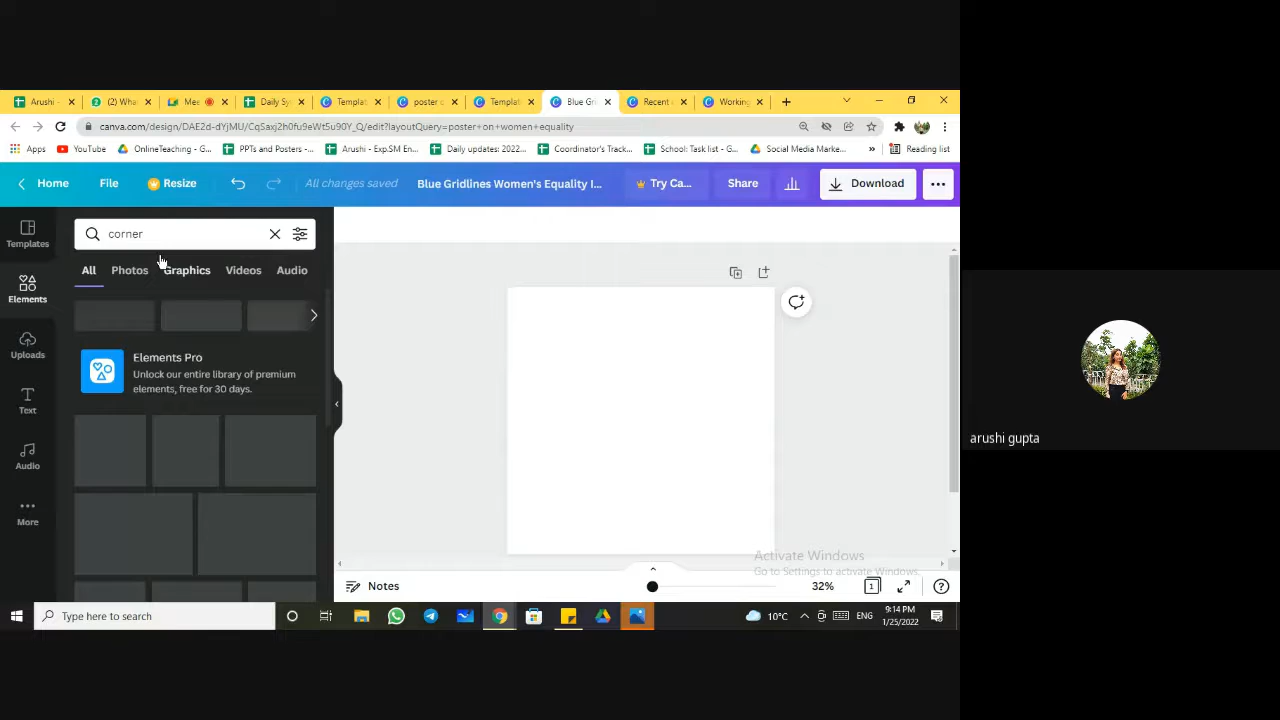 Arushi -
(2) Wha
Mee
Daily Sy
Templat
poster o
Templat
Blue Gri
Recent
Working
canva.com/design/DAE2d-dYjMU/CqSaxj2h0fu9eWt5u90Y_Q/edit?layoutQuery=poster+on+women+equality
Apps
YouTube
OnlineTeaching - G...
PPTs and Posters -...
Arushi - Exp.SM En...
Daily updates: 2022...
Coordinator's Track...
School: Task list - G...
Social Media Marke...
»
Reading list
Home
File
Resize
All changes saved
Blue Gridlines Women's Equality I...
Try Ca...
Share
Download
Templates
Elements
Uploads
Text
Audio
More
corner
All
Photos
Graphics
Videos
Audio
Elements Pro
Unlock our entire library of premium
elements, free for 30 days.
arushi gupta
Activate Windows
Go to Settings to activate Windows.
Notes
32%
1
Type here to search
10°C
ENG
9:14 PM
1/25/2022